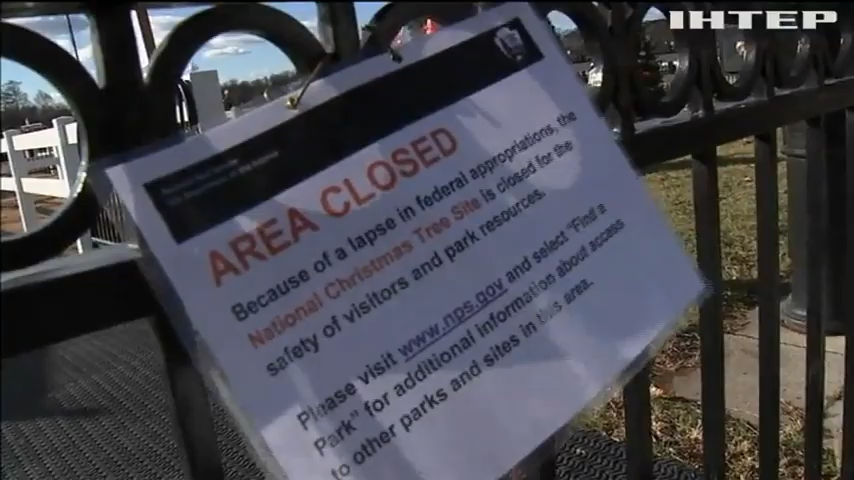 ІНТЕР
AREA CLOSED
Because of a lapse in federal appropriations, the
National Christmas Tree Site is closed for the
safety of visitors and park resources.
Please visit www.nps.gov and select "Find a
Park" for additional information about access
to other parks and sites in this area.